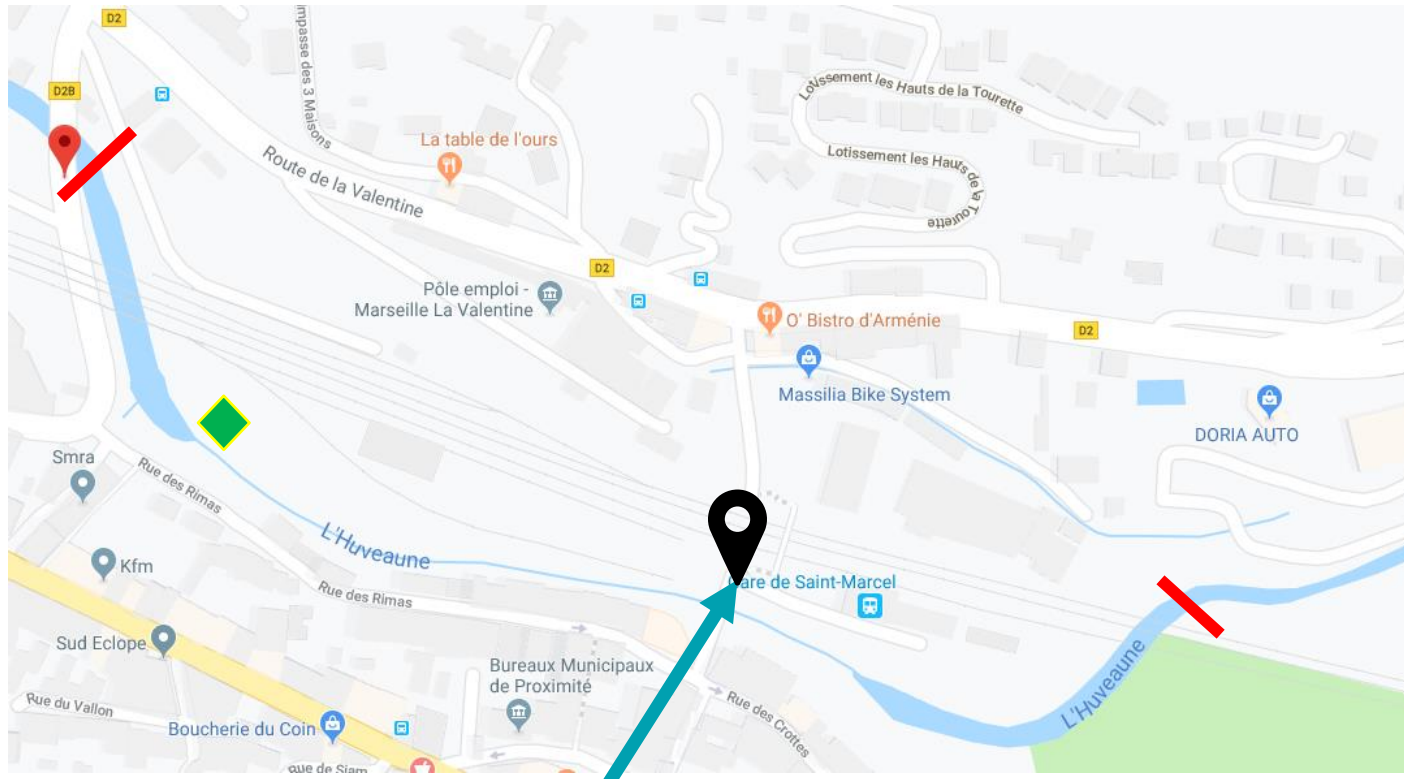 D2
Impasse des 3 Maisons
D2B
La table de l'ours
Lotissement les Hauts de la Tourette
Lotissement les Hauts de la
Tourette
Route de la Valentine
D2
Pôle emploi -
Marseille La Valentine
O' Bistro d'Arménie
D2
Massilia Bike System
DORIA AUTO
Smra
Rue des Rimas
L'Huveaune
Kfm
Rue des Rimas
Gare de Saint-Marcel
Sud Eclope
Bureaux Municipaux
de Proximité
L'Huveaune
Rue du Vallon
Boucherie du Coin
Rue des Crottes
Rue de Siam